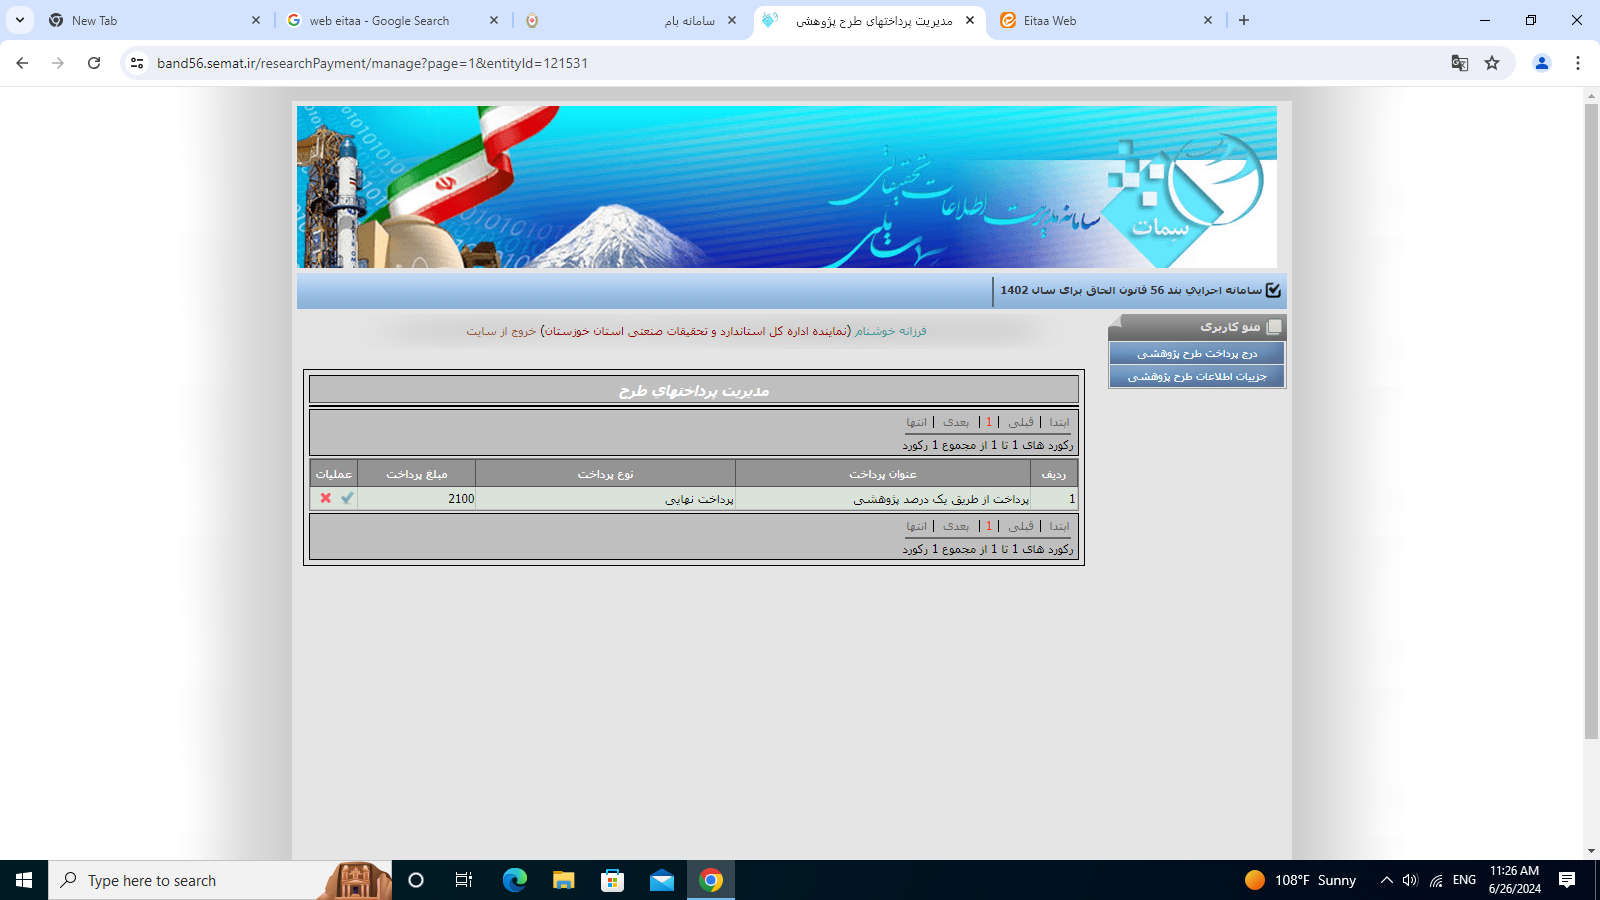 New Tab
web eitaa - Google Search
سامانه بام
مدیریت پرداختهای طرح پژوهشی
Eitaa Web
band56.semat.ir/researchPayment/manage?page=1&entityId=121531
سامانه مدیریت اطلاعات تحقیقاتی
سمات
سامانه اجرايي بند 56 قانون الحاق برای سال 1402
فرزانه خوشنام (نماینده اداره کل استاندارد و تحقیقات صنعتی استان خوزستان) خروج از سایت
منو کاربری
درج پرداخت طرح پژوهشی
جزییات اطلاعات طرح پژوهشی
مدیریت پرداختهاي طرح
ابتدا | قبلی | 1 | بعدی | انتها
رکورد های 1 تا 1 از مجموع 1 رکورد
ردیف عنوان پرداخت نوع پرداخت مبلغ پرداخت عملیات
1 پرداخت از طریق یک درصد پژوهشی پرداخت نهایی 2100
ابتدا | قبلی | 1 | بعدی | انتها
رکورد های 1 تا 1 از مجموع 1 رکورد
Type here to search
108°F Sunny
ENG
11:26 AM
6/26/2024